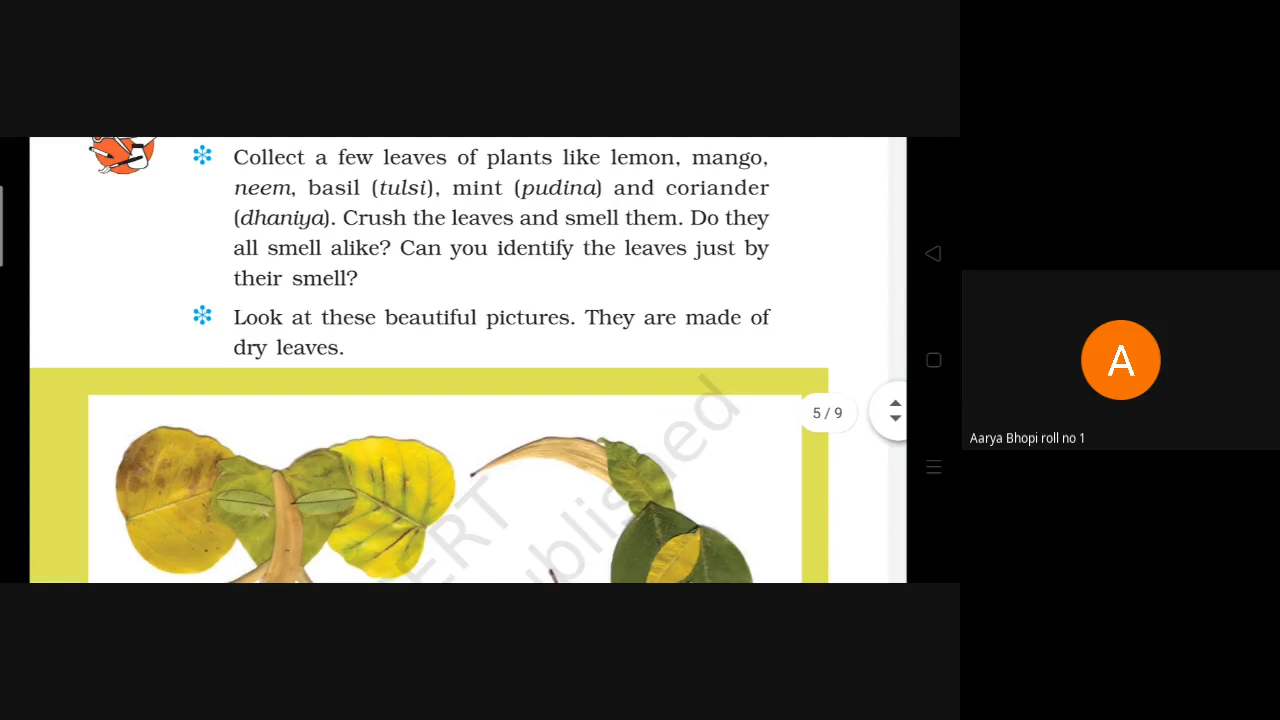 Collect a few leaves of plants like lemon, mango,
neem, basil (tulsi), mint (pudina) and coriander
(dhaniya). Crush the leaves and smell them. Do they
all smell alike? Can you identify the leaves just by
their smell?
Look at these beautiful pictures. They are made of
dry leaves.
5 / 9
A
Aarya Bhopi roll no 1